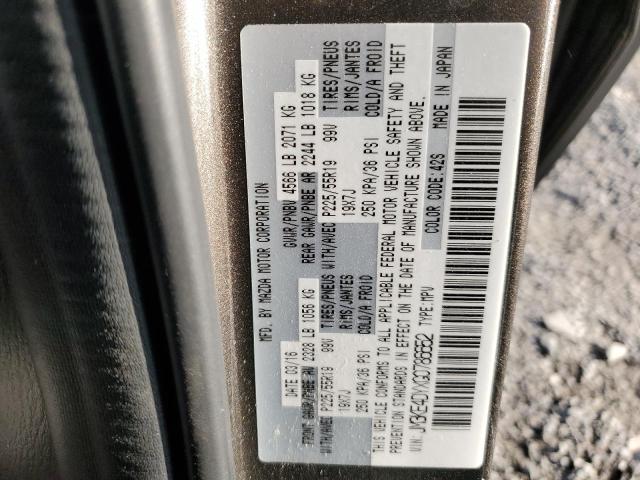 MFD. BY MAZDA MOTOR CORPORATION
DATE 03/16 GVWR/PNBV 4566 LB 2071 KG
FRONT GAWR/PNBE AV 2328 LB 1056 KG REAR GAWR/PNBE AR 2244 LB 1018 KG
WITH/AVEC P225/55R19 99V TIRES/PNEUS WITH/AVEC P225/55R19 99V TIRES/PNEUS
19X7J RIMS/JANTES 19X7J RIMS/JANTES
250 KPA/36 PSI COLD/A FROID 250 KPA/36 PSI COLD/A FROID
THIS VEHICLE CONFORMS TO ALL APPLICABLE FEDERAL MOTOR VEHICLE SAFETY AND THEFT
PREVENTION STANDARDS IN EFFECT ON THE DATE OF MANUFACTURE SHOWN ABOVE.
VIN: TYPE: MPV COLOR CODE: 42S MADE IN JAPAN